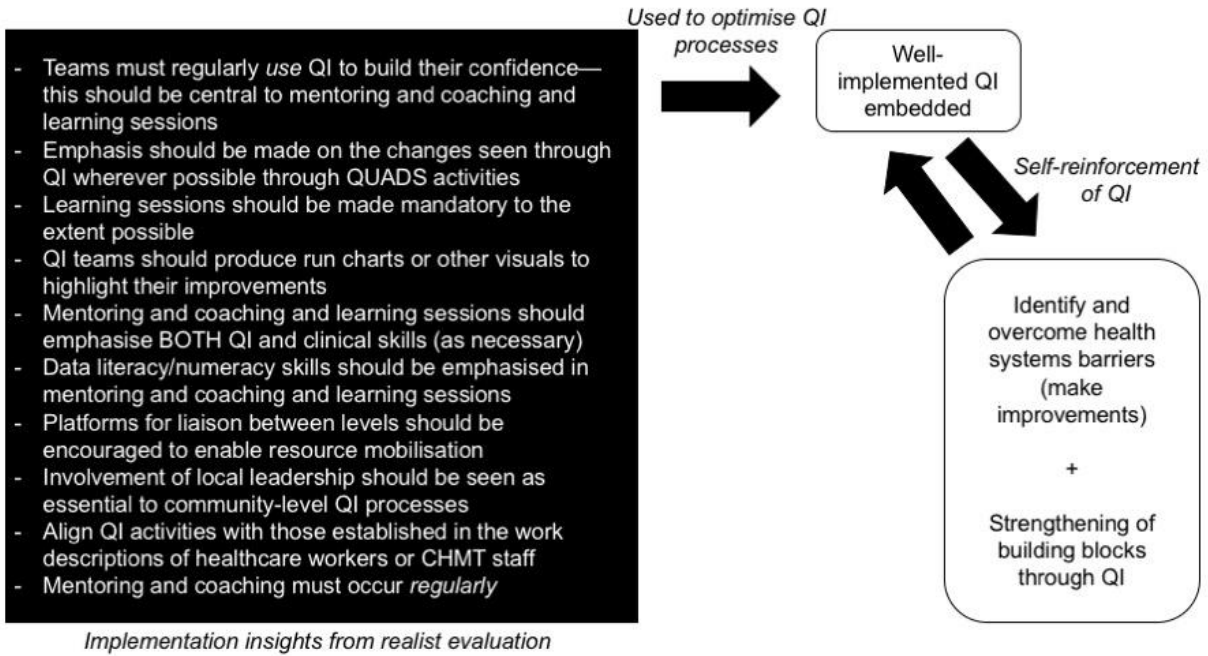 Used to optimise QI
processes
- Teams must regularly use QI to build their confidence—
this should be central to mentoring and coaching and
learning sessions
- Emphasis should be made on the changes seen through
QI wherever possible through QUADS activities
- Learning sessions should be made mandatory to the
extent possible
- QI teams should produce run charts or other visuals to
highlight their improvements
- Mentoring and coaching and learning sessions should
emphasise BOTH QI and clinical skills (as necessary)
- Data literacy/numeracy skills should be emphasised in
mentoring and coaching and learning sessions
- Platforms for liaison between levels should be
encouraged to enable resource mobilisation
- Involvement of local leadership should be seen as
essential to community-level QI processes
- Align QI activities with those established in the work
descriptions of healthcare workers or CHMT staff
- Mentoring and coaching must occur regularly
Implementation insights from realist evaluation
Well-
implemented QI
embedded
Self-reinforcement
of QI
Identify and
overcome health
systems barriers
(make
improvements)
+
Strengthening of
building blocks
through QI